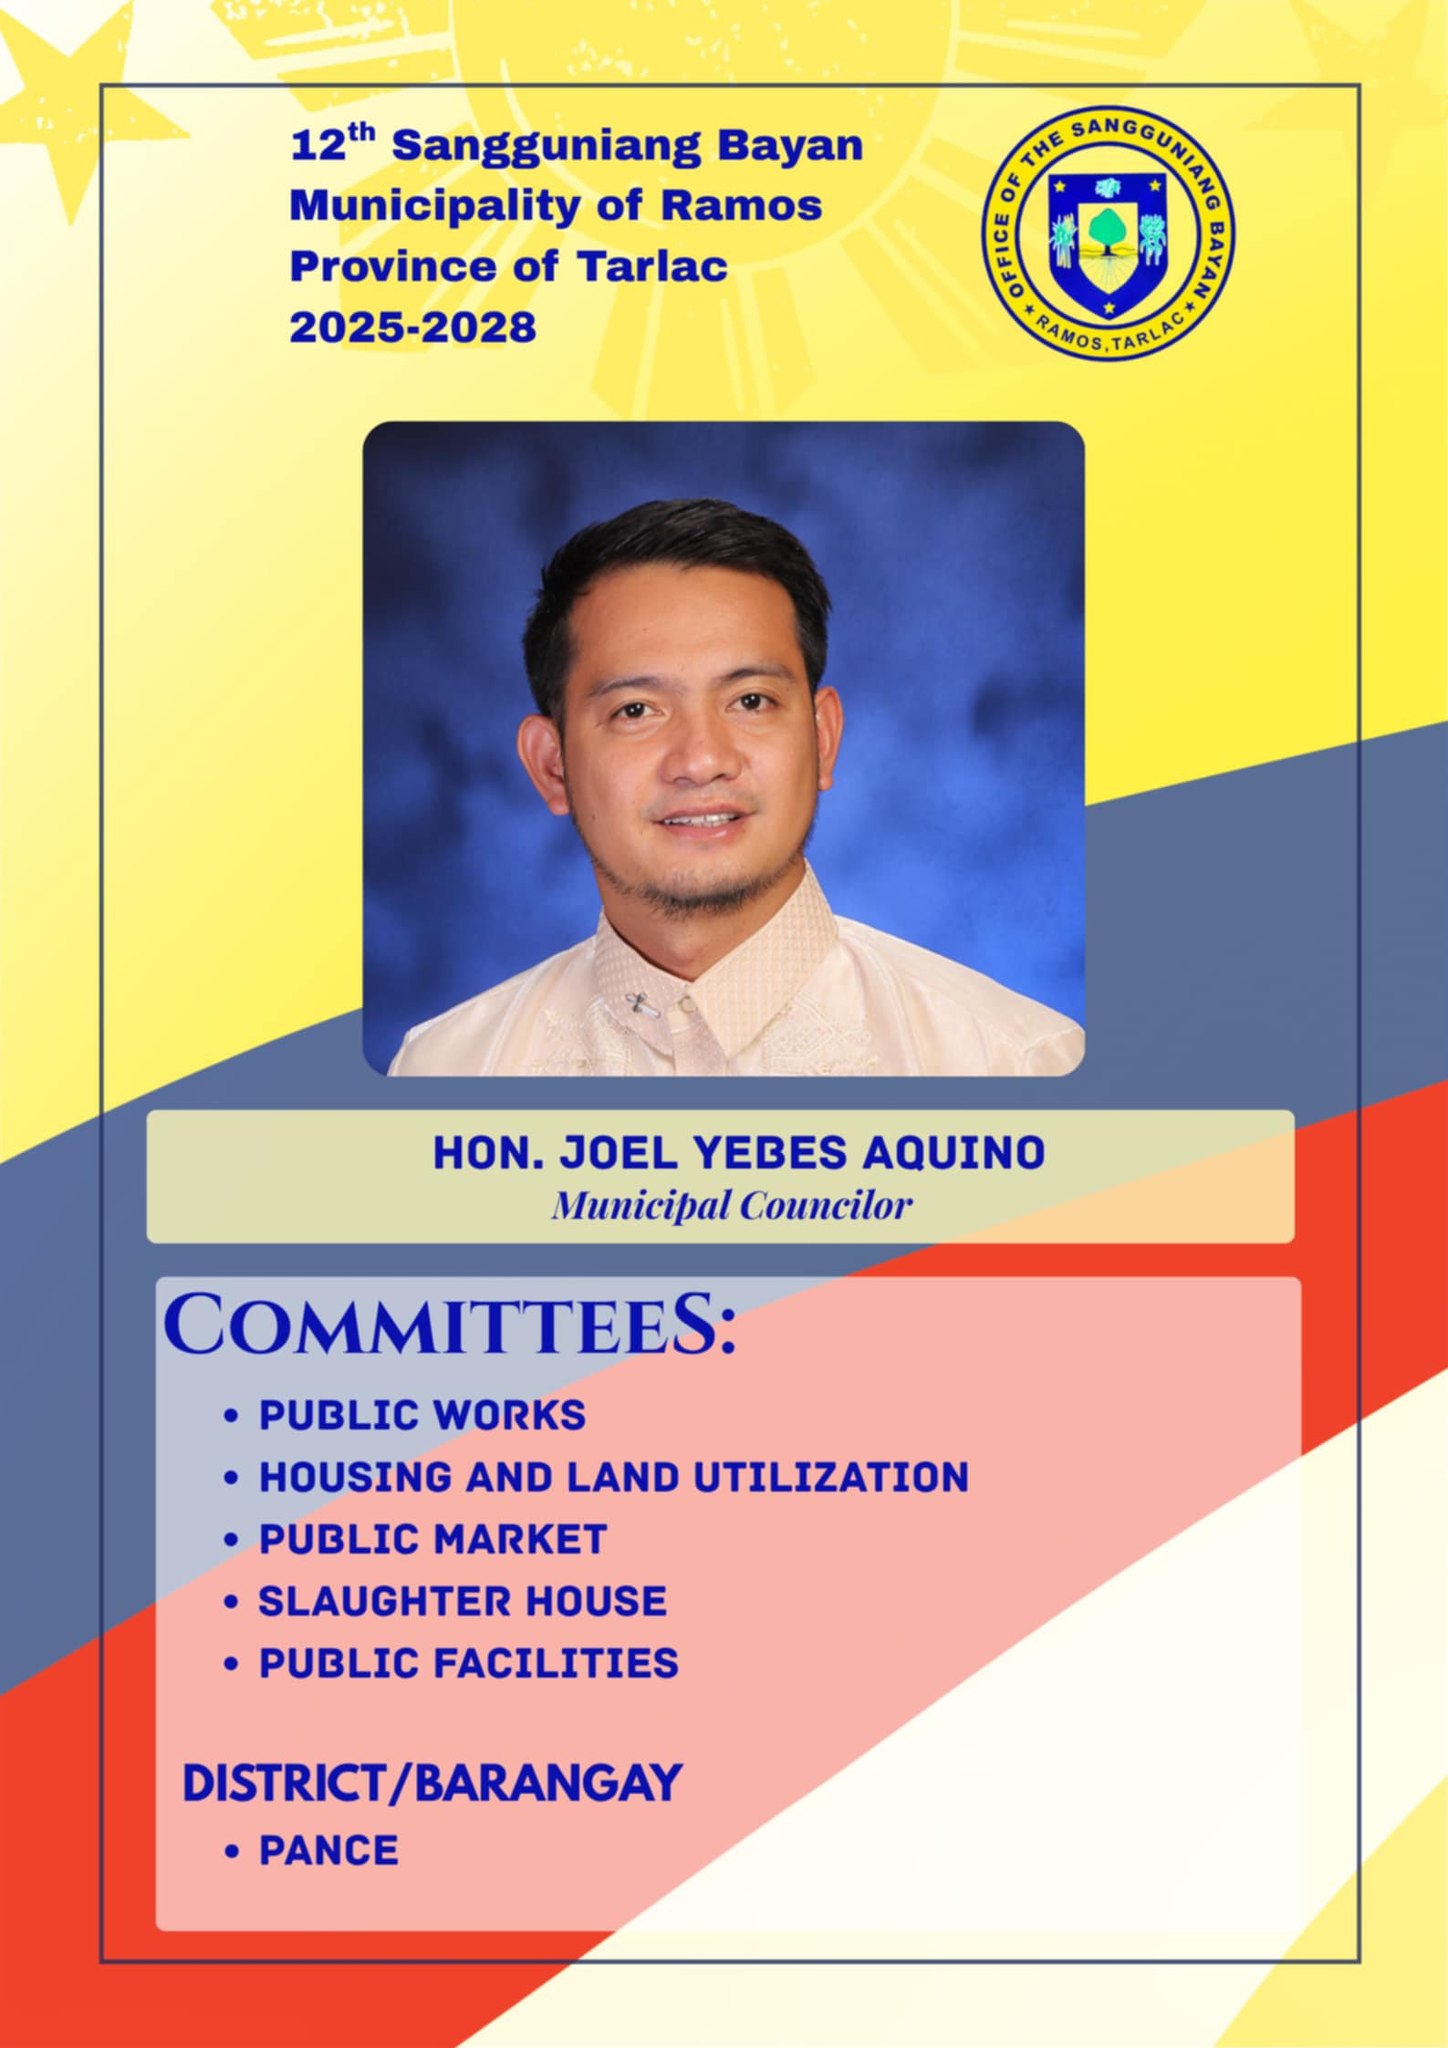 12th Sangguniang Bayan
Municipality of Ramos
Province of Tarlac
2025-2028
OFFICE OF THE SANGGUNIANG BAYAN
RAMOS, TARLAC
HON. JOEL YEBES AQUINO
Municipal Councilor
COMMITTEES:
• PUBLIC WORKS
• HOUSING AND LAND UTILIZATION
• PUBLIC MARKET
• SLAUGHTER HOUSE
• PUBLIC FACILITIES
DISTRICT/BARANGAY
• PANCE